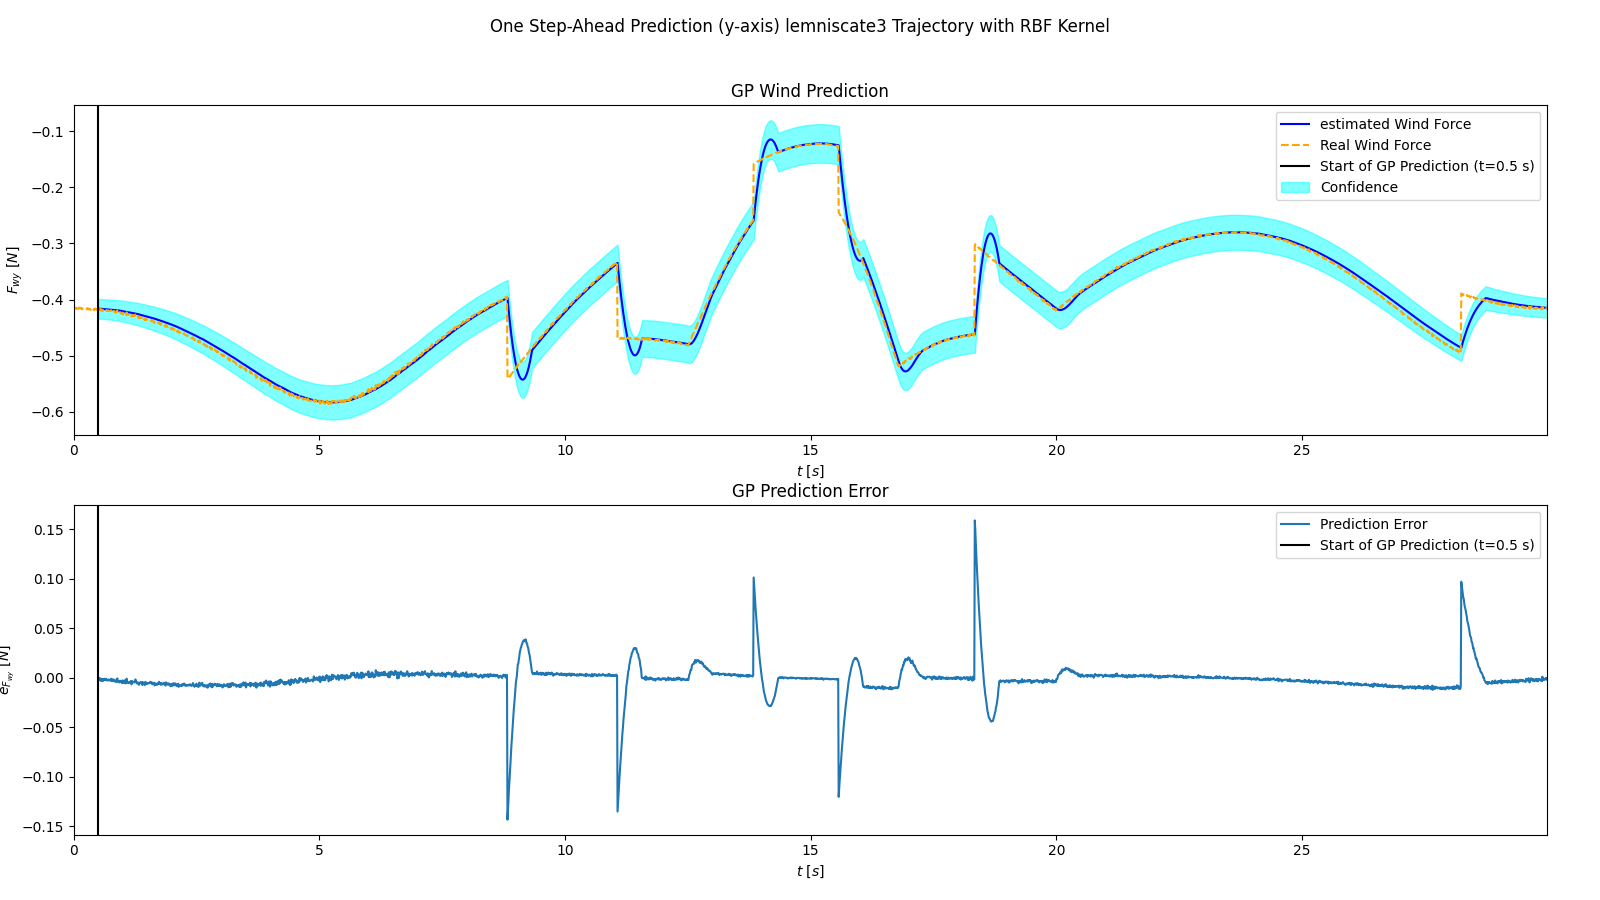 One Step-Ahead Prediction (y-axis) lemniscate3 Trajectory with RBF Kernel
GP Wind Prediction
estimated Wind Force
Real Wind Force
Start of GP Prediction (t=0.5 s)
Confidence
F_wy [N]
−0.1
−0.2
−0.3
−0.4
−0.5
−0.6
0 5 10 15 20 25
t [s]
GP Prediction Error
Prediction Error
Start of GP Prediction (t=0.5 s)
e_F_wy [N]
0.15
0.10
0.05
0.00
−0.05
−0.10
−0.15
0 5 10 15 20 25
t [s]